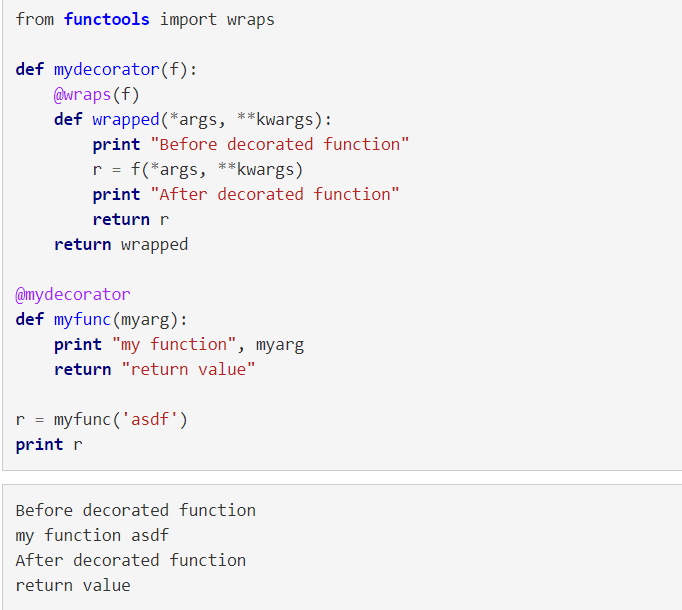 from functools import wraps

def mydecorator(f):
    @wraps(f)
    def wrapped(*args, **kwargs):
        print "Before decorated function"
        r = f(*args, **kwargs)
        print "After decorated function"
        return r
    return wrapped

@mydecorator
def myfunc(myarg):
    print "my function", myarg
    return "return value"

r = myfunc('asdf')
print r

Before decorated function
my function asdf
After decorated function
return value